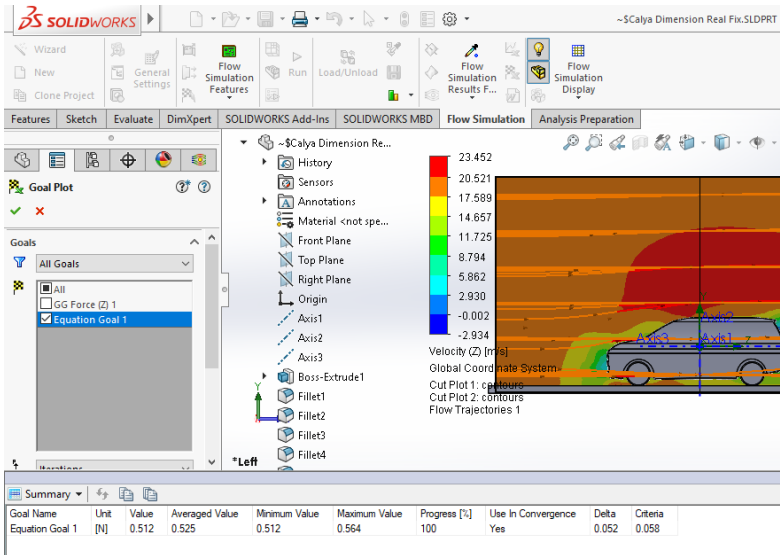 SOLIDWORKS
~$Calya Dimension Real Fix.SLDPRT
Wizard
New
Clone Project
General Settings
Flow Simulation Features
Run
Load/Unload
Flow Simulation Results F...
Flow Simulation Display
Features Sketch Evaluate DimXpert SOLIDWORKS Add-Ins SOLIDWORKS MBD Flow Simulation Analysis Preparation
Goal Plot
Goals
All Goals
All
GG Force (Z) 1
Equation Goal 1
~$Calya Dimension Re...
History
Sensors
Annotations
Material <not spe...
Front Plane
Top Plane
Right Plane
Origin
Axis1
Axis2
Axis3
Boss-Extrude1
Fillet1
Fillet2
Fillet3
Fillet4
Y
*Left
23.452
20.521
17.589
14.657
11.725
8.794
5.862
2.930
-0.002
-2.934
Velocity (Z) [m/s]
Global Coordinate System
Cut Plot 1: contours
Cut Plot 2: contours
Flow Trajectories 1
Axis2
Axis3
Axis1
Z
Iterations
Summary
Goal Name Unit Value Averaged Value Minimum Value Maximum Value Progress [%] Use In Convergence Delta Criteria
Equation Goal 1 [N] 0.512 0.525 0.512 0.564 100 Yes 0.052 0.058